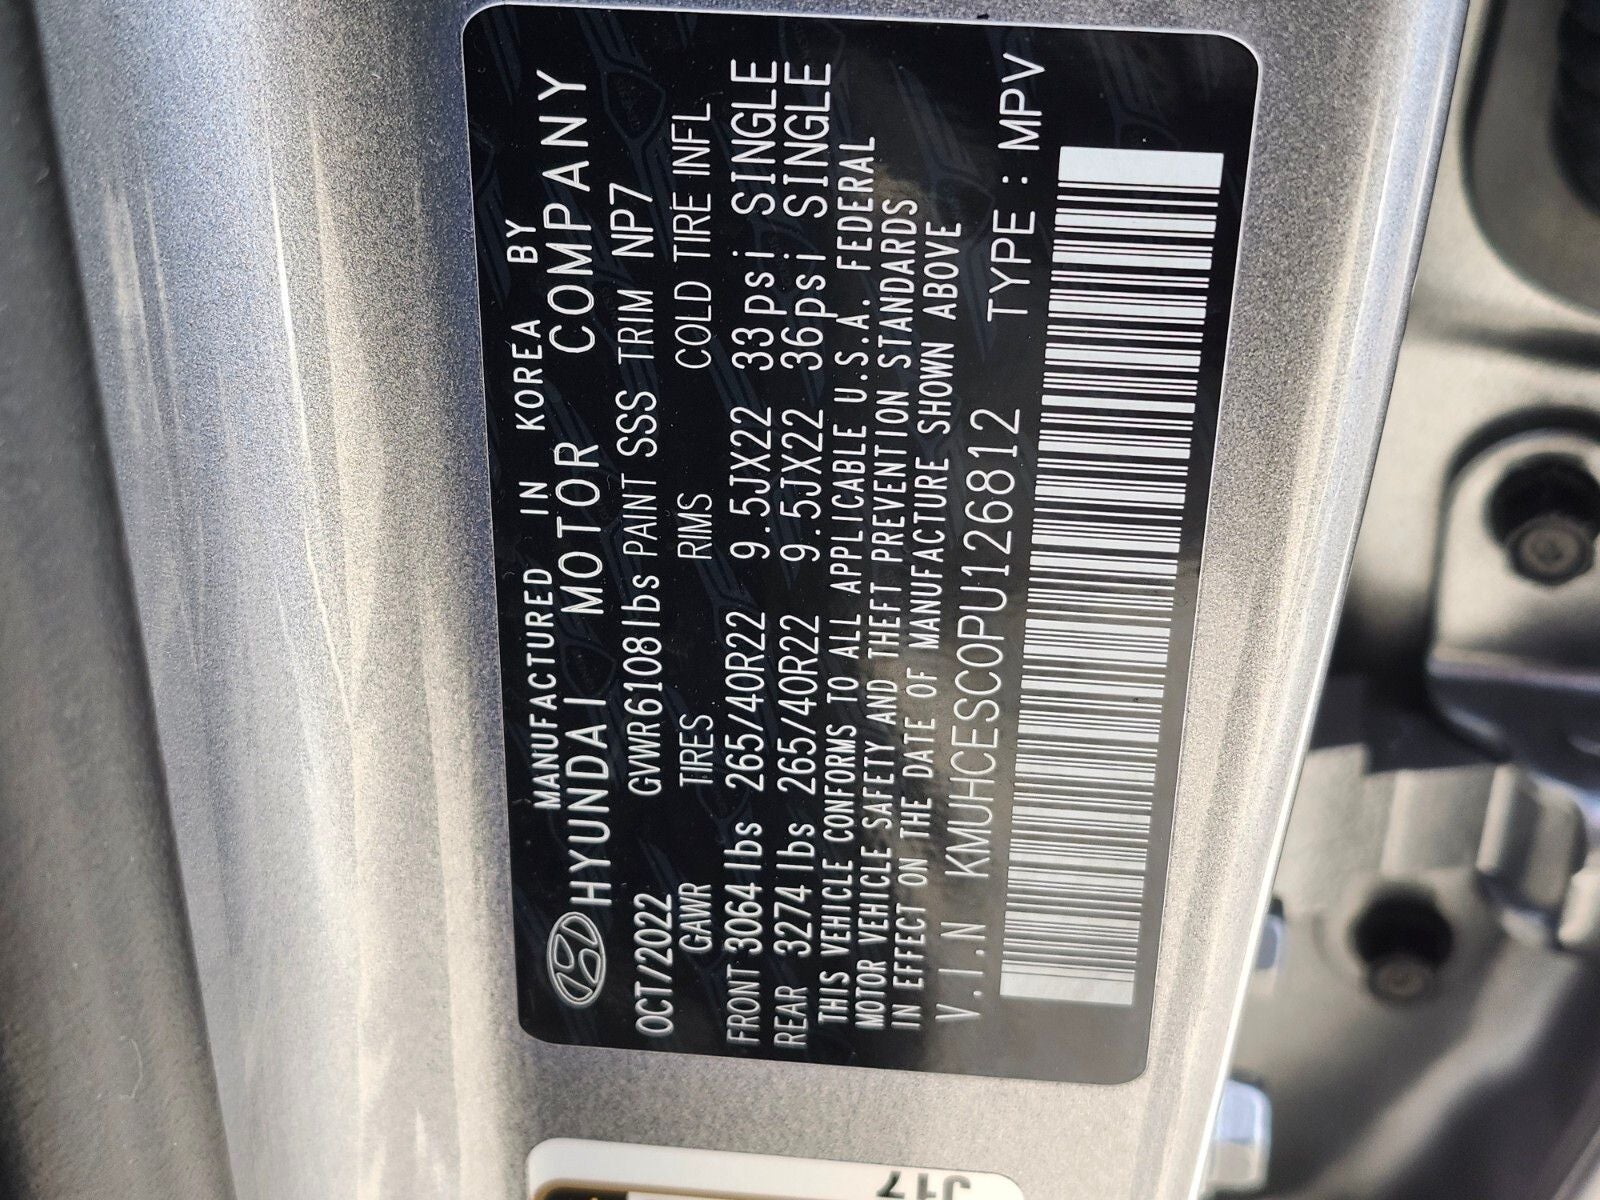 MANUFACTURED IN KOREA BY
HYUNDAI MOTOR COMPANY
OCT/2022 GVWR6108lbs PAINT SSS TRIM NP7
GAWR TIRES RIMS COLD TIRE INFL
FRONT 3064lbs 265/40R22 9.5JX22 33psi SINGLE
REAR 3274lbs 265/40R22 9.5JX22 36psi SINGLE
THIS VEHICLE CONFORMS TO ALL APPLICABLE U.S.A. FEDERAL
MOTOR VEHICLE SAFETY AND THEFT PREVENTION STANDARDS
IN EFFECT ON THE DATE OF MANUFACTURE SHOWN ABOVE
V.I.N KMUHCESC0PU126812 TYPE : MPV
J17